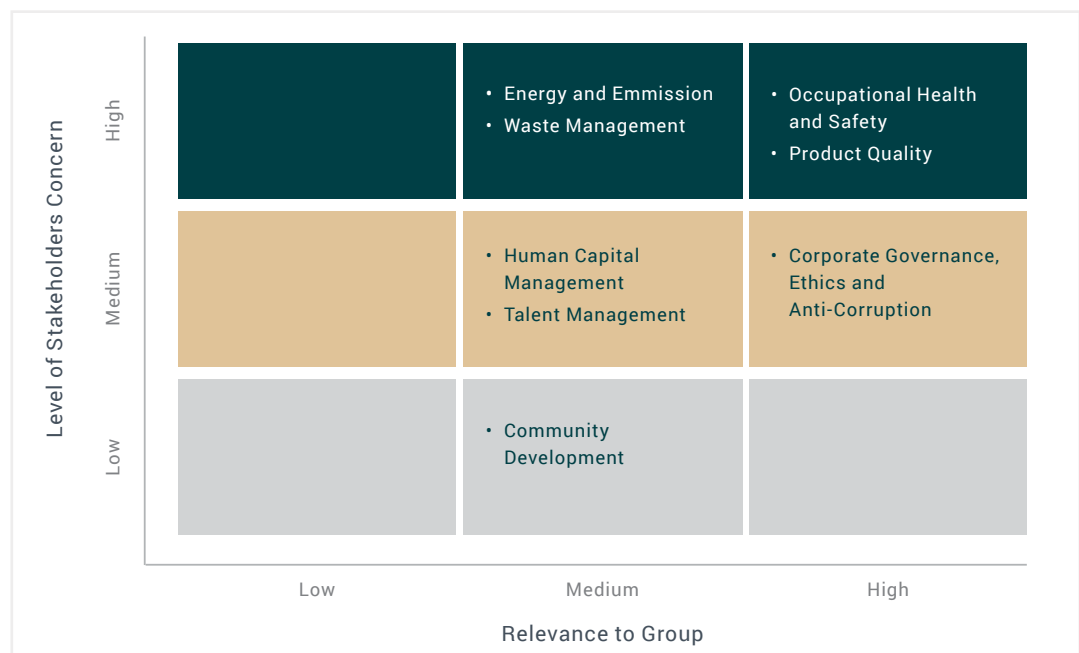 Level of Stakeholders Concern
High
• Energy and Emmission
• Waste Management
• Occupational Health
and Safety
• Product Quality
Medium
• Human Capital
Management
• Talent Management
• Corporate Governance,
Ethics and
Anti-Corruption
Low
• Community
Development
Low
Medium
High
Relevance to Group